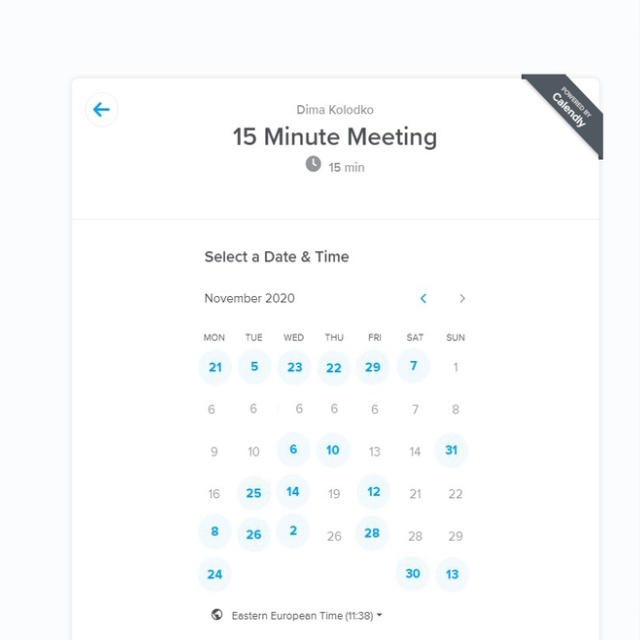 POWERED BY
Calendly
Dima Kolodko
15 Minute Meeting
15 min
Select a Date & Time
November 2020
MON TUE WED THU FRI SAT SUN
21 5 23 22 29 7 1
6 6 6 6 6 7 8
9 10 6 10 13 14 31
16 25 14 19 12 21 22
8 26 2 26 28 28 29
24 30 13
Eastern European Time (11:38)